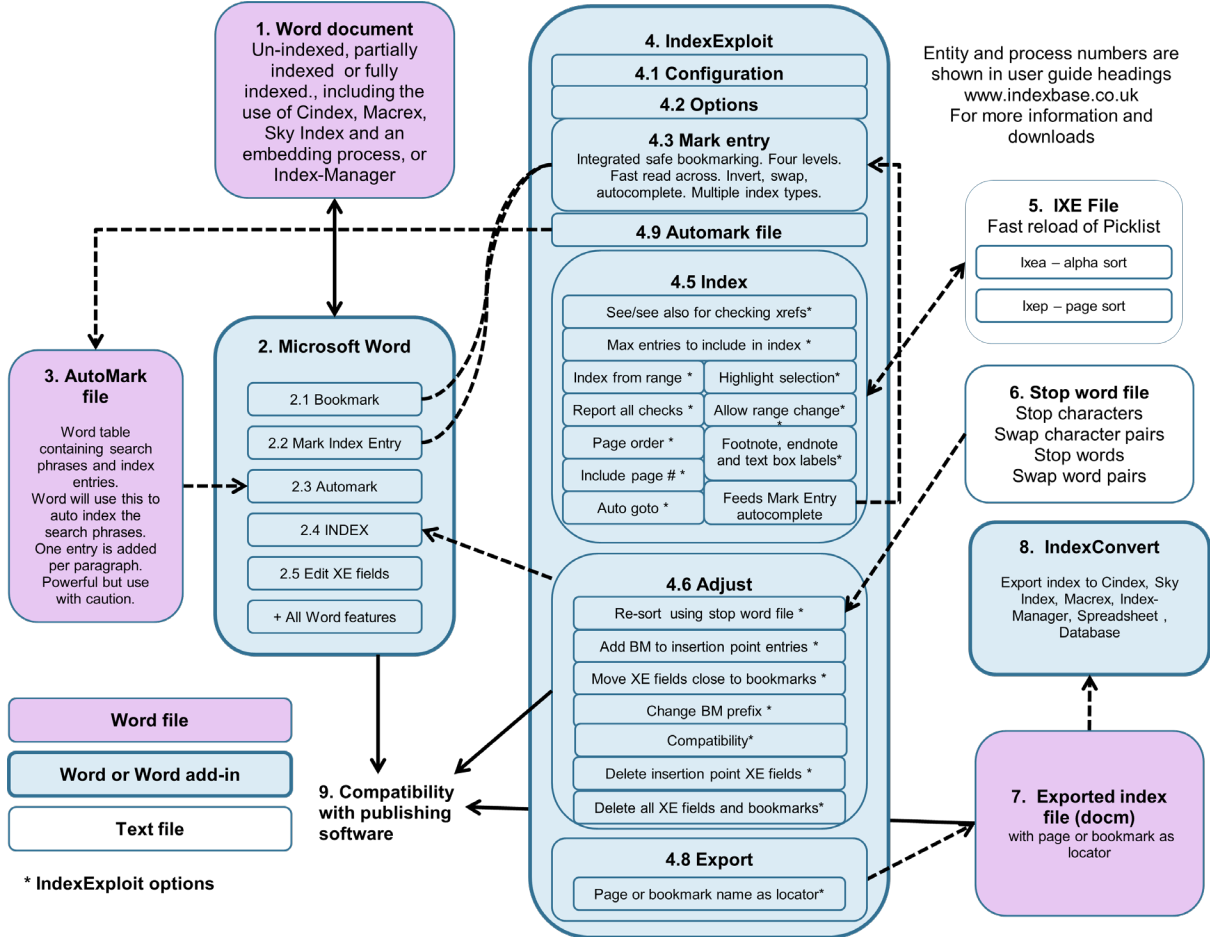 1. Word document
Un-indexed, partially
indexed  or fully
indexed., including the
use of Cindex, Macrex,
Sky Index and an
embedding process, or
Index-Manager
2. Microsoft Word
2.1 Bookmark
2.2 Mark Index Entry
2.3 Automark
2.4 INDEX
2.5 Edit XE fields
+ All Word features
3. AutoMark
file
Word table
containing search
phrases and index
entries.
Word will use this to
auto index the
search phrases.
One entry is added
per paragraph.
Powerful but use
with caution.
4. IndexExploit
4.1 Configuration
4.2 Options
4.3 Mark entry
Integrated safe bookmarking. Four levels.
Fast read across. Invert, swap,
autocomplete. Multiple index types.
4.9 Automark file
4.5 Index
See/see also for checking xrefs*
Max entries to include in index *
Index from range *
Highlight selection*
Report all checks *
Allow range change*
*
Page order *
Footnote, endnote
and text box labels*
Include page # *
Auto goto *
Feeds Mark Entry
autocomplete
4.6 Adjust
Re-sort  using stop word file *
Add BM to insertion point entries *
Move XE fields close to bookmarks *
Change BM prefix *
Compatibility*
Delete insertion point XE fields *
Delete all XE fields and bookmarks*
4.8 Export
Page or bookmark name as locator*
Entity and process numbers are
shown in user guide headings
www.indexbase.co.uk
For more information and
downloads
5.  IXE File
Fast reload of Picklist
Ixea – alpha sort
Ixep – page sort
6. Stop word file
Stop characters
Swap character pairs
Stop words
Swap word pairs
8.  IndexConvert
Export index to Cindex, Sky
Index, Macrex, Index-
Manager, Spreadsheet ,
Database
7.  Exported index
file (docm)
with page or bookmark as
locator
9. Compatibility
with publishing
software
Word file
Word or Word add-in
Text file
* IndexExploit options